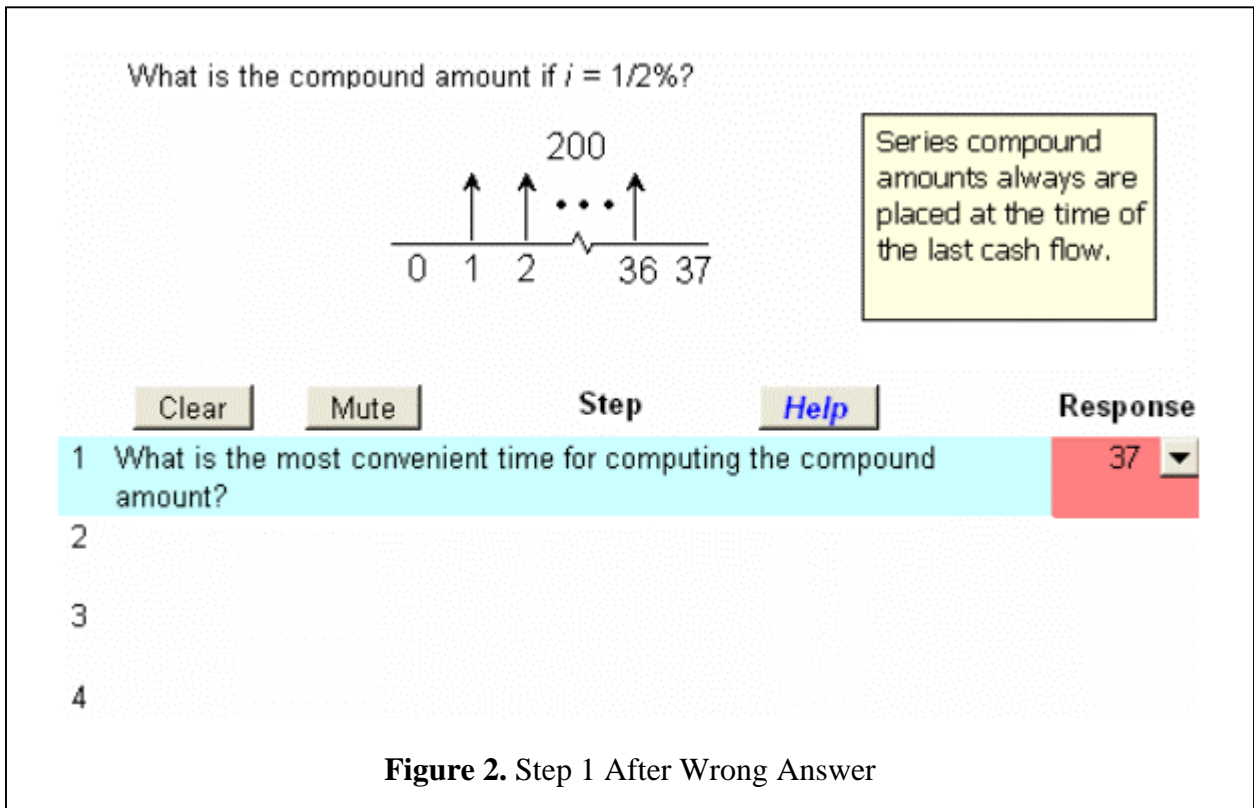 What is the compound amount if i = 1/2%?
200
0 1 2 36 37
Series compound
amounts always are
placed at the time of
the last cash flow.
Clear Mute Step Help Response
1 What is the most convenient time for computing the compound 37
amount?
2
3
4
Figure 2. Step 1 After Wrong Answer